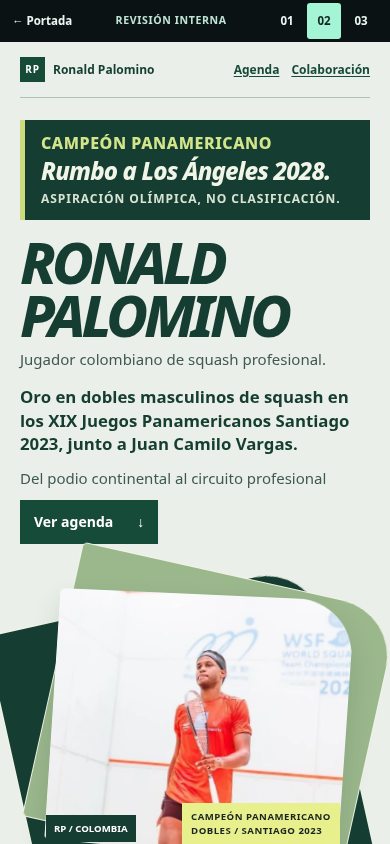 ← Portada
REVISIÓN INTERNA
01 02 03
RP Ronald Palomino
Agenda Colaboración
CAMPEÓN PANAMERICANO
Rumbo a Los Ángeles 2028.
ASPIRACIÓN OLÍMPICA, NO CLASIFICACIÓN.
RONALD
PALOMINO
Jugador colombiano de squash profesional.
Oro en dobles masculinos de squash en
los XIX Juegos Panamericanos Santiago
2023, junto a Juan Camilo Vargas.
Del podio continental al circuito profesional
Ver agenda ↓
WSF
WORLD SQUA
Team Champion
202
RP / COLOMBIA
CAMPEÓN PANAMERICANO
DOBLES / SANTIAGO 2023